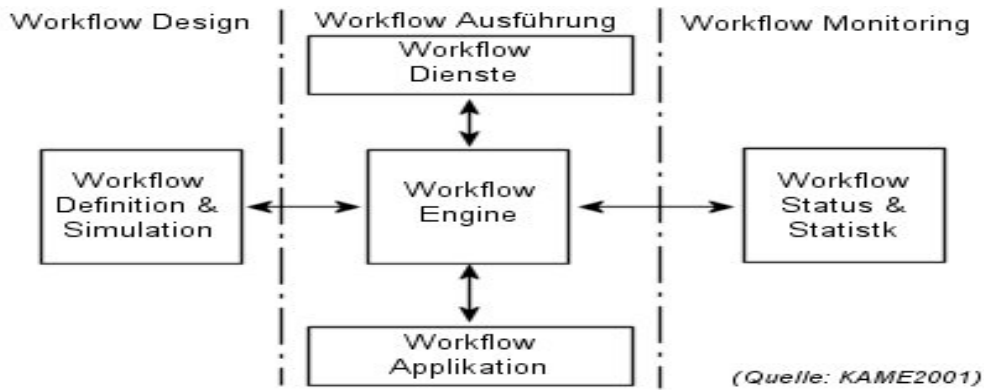 Workflow Design
Workflow Ausführung
Workflow Monitoring
Workflow
Dienste
Workflow
Definition &
Simulation
Workflow
Engine
Workflow
Status &
Statistk
Workflow
Applikation
(Quelle: KAME2001)